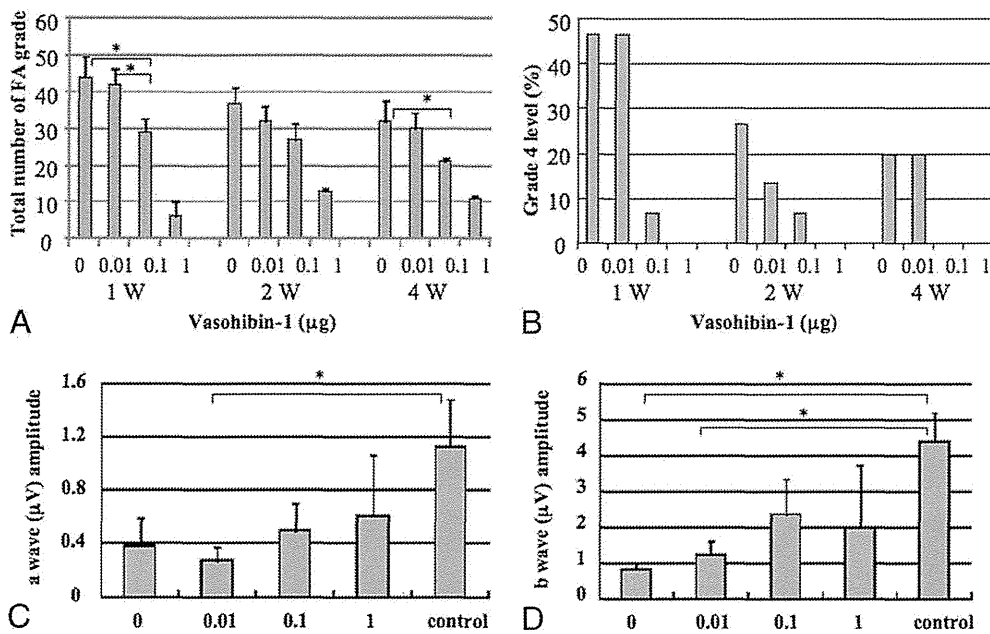 Total number of FA grade
60
50
40
30
20
10
0
* 
*
*
0 0.01 0.1 1
0 0.01 0.1 1
0 0.01 0.1 1
1 W
2 W
4 W
A
Vasohibin-1 (μg)
Grade 4 level (%)
50
40
30
20
10
0
0 0.01 0.1 1
0 0.01 0.1 1
0 0.01 0.1 1
1 W
2 W
4 W
B
Vasohibin-1 (μg)
a wave (μV) amplitude
1.6
1.2
0.8
0.4
0
*
C
0 0.01 0.1 1 control
b wave (μV) amplitude
6
5
4
3
2
1
0
*
*
D
0 0.01 0.1 1 control